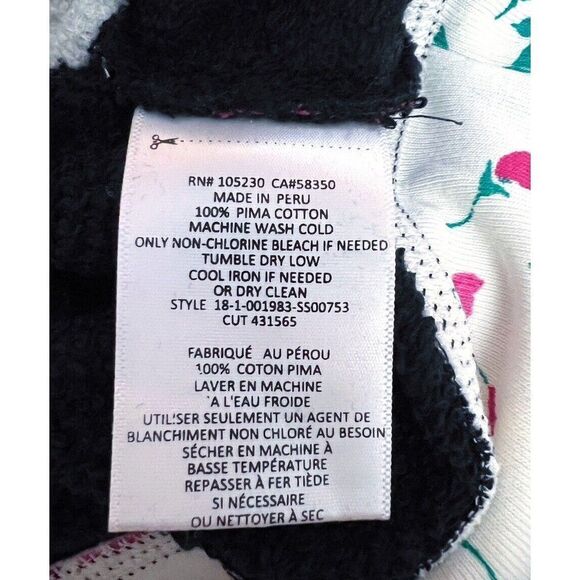 RN# 105230 CA#58350
MADE IN PERU
100% PIMA COTTON
MACHINE WASH COLD
ONLY NON-CHLORINE BLEACH IF NEEDED
TUMBLE DRY LOW
COOL IRON IF NEEDED
OR DRY CLEAN
STYLE 18-1-001983-SS00753
CUT 431565
FABRIQUÉ AU PÉROU
100% COTON PIMA
LAVER EN MACHINE
`A L'EAU FROIDE
UTIL'SER SEULEMENT UN AGENT DE
BLANCHIMENT NON CHLORÉ AU BESOIN
SÉCHER EN MACHINE À
BASSE TEMPÉRATURE
REPASSER À FER TIÈDE
SI NÉCESSAIRE
OU NETTOYER À SEC